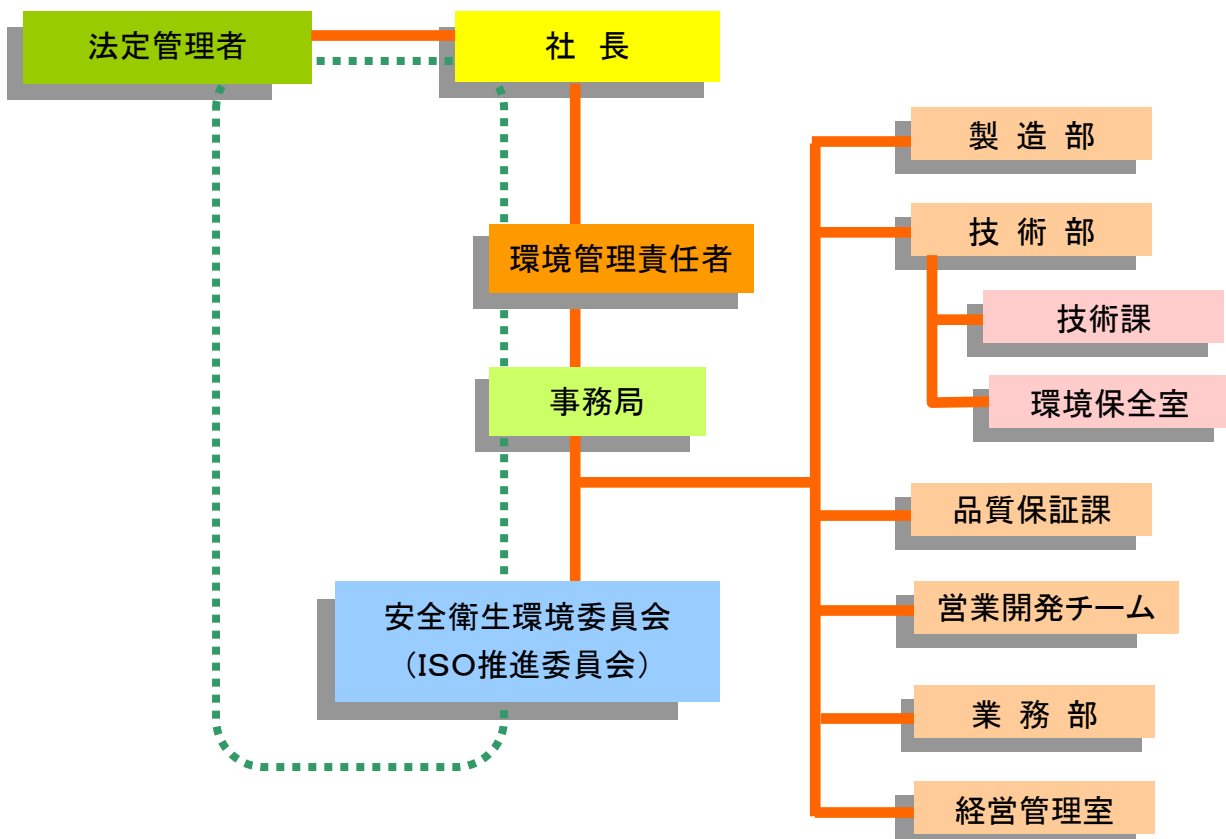 法定管理者
社 長
製 造 部
技 術 部
環境管理責任者
技術課
環境保全室
事務局
品質保証課
安全衛生環境委員会
（ISO推進委員会）
営業開発チーム
業 務 部
経営管理室